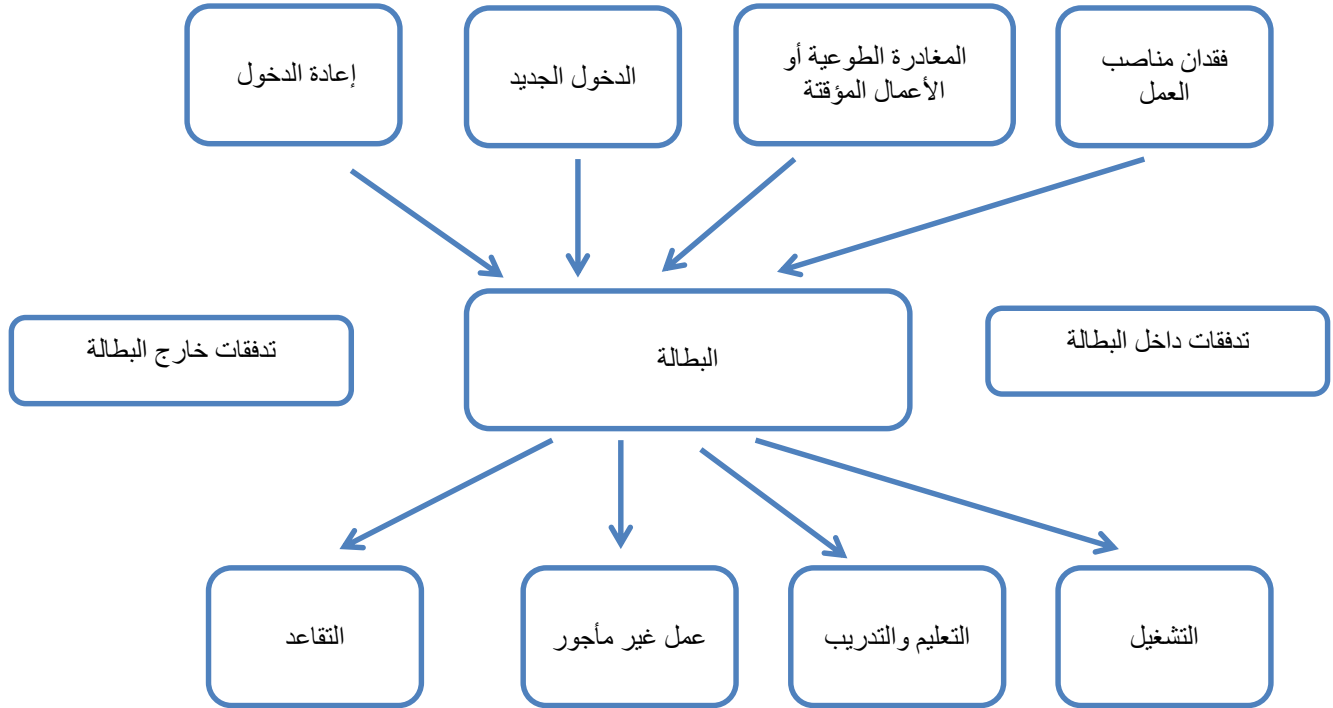 فقدان مناصب
العمل
المغادرة الطوعية أو
الأعمال المؤقتة
الدخول الجديد
إعادة الدخول
تدفقات داخل البطالة
البطالة
تدفقات خارج البطالة
التشغيل
التعليم والتدريب
عمل غير مأجور
التقاعد